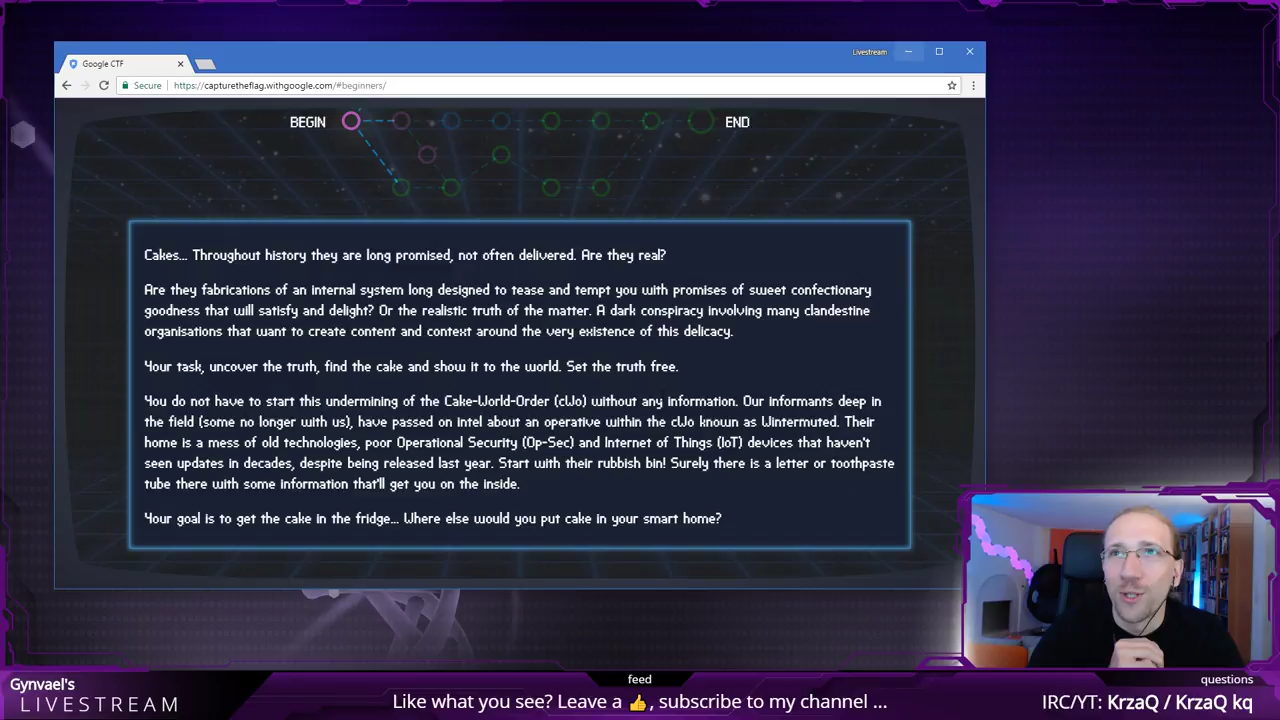 Livestream
Google CTF
Secure
https://capturetheflag.withgoogle.com/#beginners/
BEGIN
END
Cakes... Throughout history they are long promised, not often delivered. Are they real?
Are they fabrications of an internal system long designed to tease and tempt you with promises of sweet confectionary
goodness that will satisfy and delight? Or the realistic truth of the matter. A dark conspiracy involving many clandestine
organisations that want to create content and context around the very existence of this delicacy.
Your task, uncover the truth, find the cake and show it to the world. Set the truth free.
You do not have to start this undermining of the Cake-World-Order (cWo) without any information. Our informants deep in
the field (some no longer with us), have passed on intel about an operative within the cWo known as Wintermuted. Their
home is a mess of old technologies, poor Operational Security (Op-Sec) and Internet of Things (IoT) devices that haven't
seen updates in decades, despite being released last year. Start with their rubbish bin! Surely there is a letter or toothpaste
tube there with some information that'll get you on the inside.
Your goal is to get the cake in the fridge... Where else would you put cake in your smart home?
Gynvael's
LIVESTREAM
feed
Like what you see? Leave a 👍, subscribe to my channel ...
questions
IRC/YT: KrzaQ / KrzaQ kq